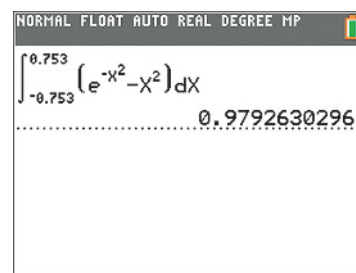 NORMAL FLOAT AUTO REAL DEGREE MP
∫₋₀.₇₅₃^0.753 (e^-X²-X²)dX
0.9792630296